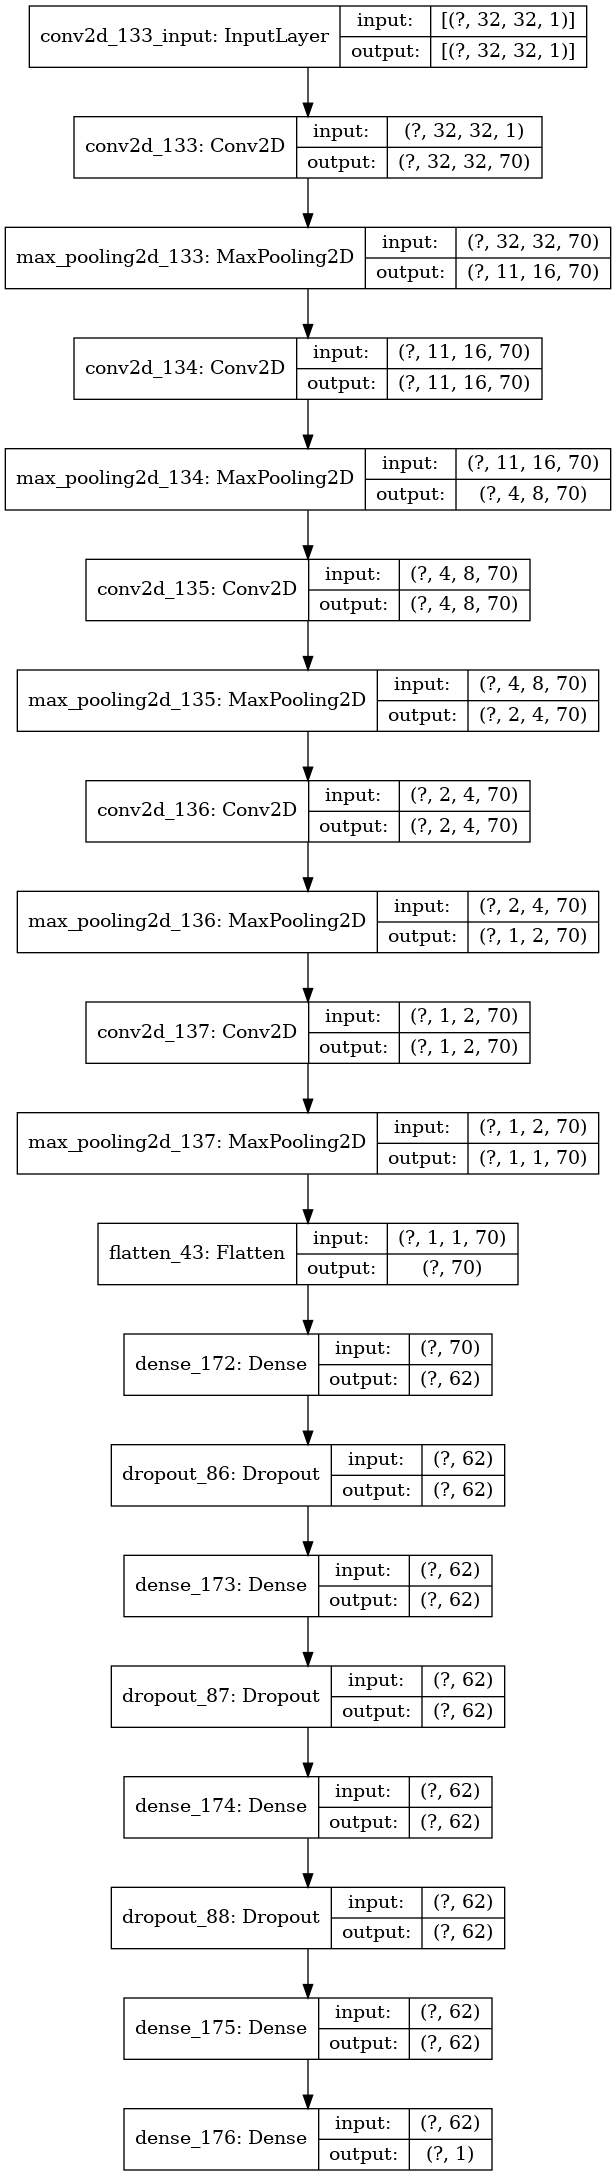 conv2d_133_input: InputLayer
input: [(?, 32, 32, 1)]
output: [(?, 32, 32, 1)]
conv2d_133: Conv2D
input: (?, 32, 32, 1)
output: (?, 32, 32, 70)
max_pooling2d_133: MaxPooling2D
input: (?, 32, 32, 70)
output: (?, 11, 16, 70)
conv2d_134: Conv2D
input: (?, 11, 16, 70)
output: (?, 11, 16, 70)
max_pooling2d_134: MaxPooling2D
input: (?, 11, 16, 70)
output: (?, 4, 8, 70)
conv2d_135: Conv2D
input: (?, 4, 8, 70)
output: (?, 4, 8, 70)
max_pooling2d_135: MaxPooling2D
input: (?, 4, 8, 70)
output: (?, 2, 4, 70)
conv2d_136: Conv2D
input: (?, 2, 4, 70)
output: (?, 2, 4, 70)
max_pooling2d_136: MaxPooling2D
input: (?, 2, 4, 70)
output: (?, 1, 2, 70)
conv2d_137: Conv2D
input: (?, 1, 2, 70)
output: (?, 1, 2, 70)
max_pooling2d_137: MaxPooling2D
input: (?, 1, 2, 70)
output: (?, 1, 1, 70)
flatten_43: Flatten
input: (?, 1, 1, 70)
output: (?, 70)
dense_172: Dense
input: (?, 70)
output: (?, 62)
dropout_86: Dropout
input: (?, 62)
output: (?, 62)
dense_173: Dense
input: (?, 62)
output: (?, 62)
dropout_87: Dropout
input: (?, 62)
output: (?, 62)
dense_174: Dense
input: (?, 62)
output: (?, 62)
dropout_88: Dropout
input: (?, 62)
output: (?, 62)
dense_175: Dense
input: (?, 62)
output: (?, 62)
dense_176: Dense
input: (?, 62)
output: (?, 1)